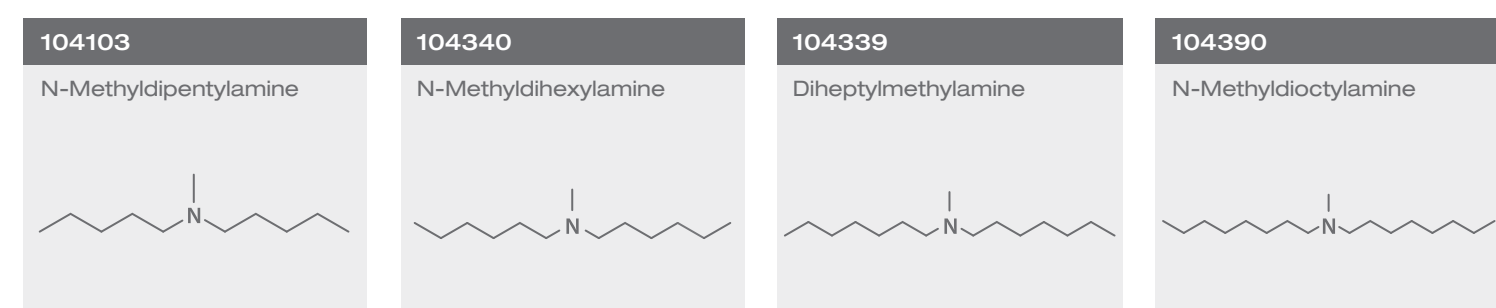 104103
N-Methyldipentylamine
N
104340
N-Methyldihexylamine
N
104339
Diheptylmethylamine
N
104390
N-Methyldioctylamine
N